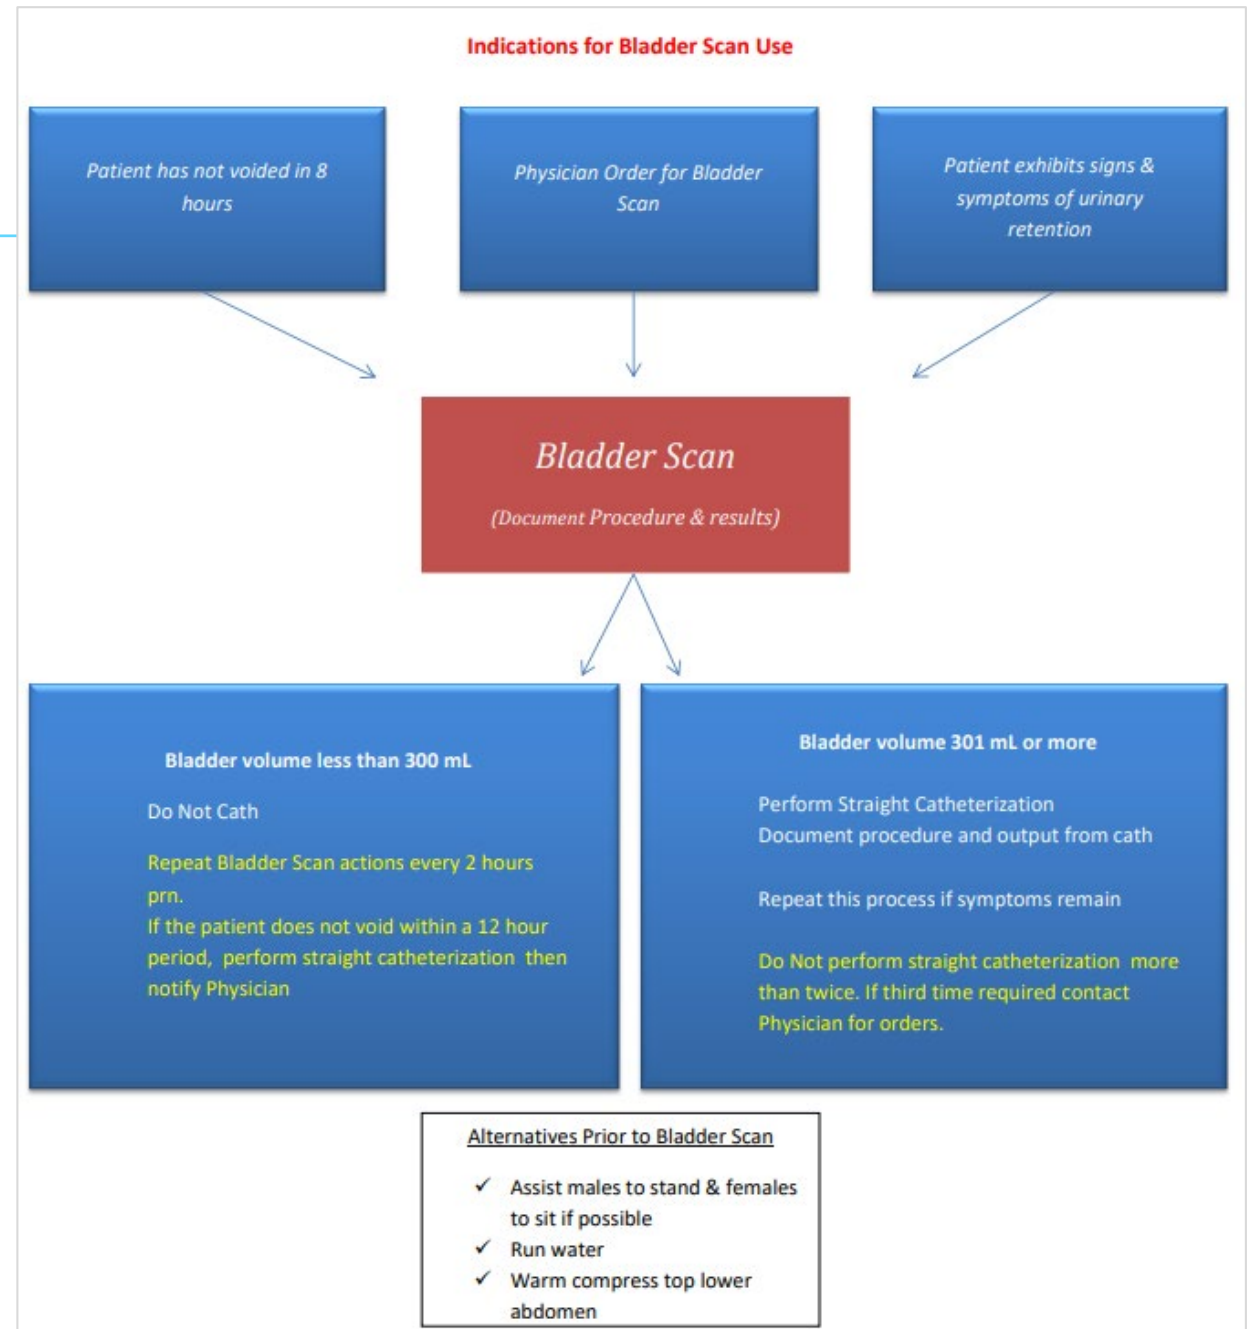 Indications for Bladder Scan Use
Patient has not voided in 8
hours
Physician Order for Bladder
Scan
Patient exhibits signs &
symptoms of urinary
retention
Bladder Scan
(Document Procedure & results)
Bladder volume less than 300 mL
Do Not Cath
Repeat Bladder Scan actions every 2 hours
prn.
If the patient does not void within a 12 hour
period, perform straight catheterization then
notify Physician
Bladder volume 301 mL or more
Perform Straight Catheterization
Document procedure and output from cath
Repeat this process if symptoms remain
Do Not perform straight catheterization more
than twice. If third time required contact
Physician for orders.
Alternatives Prior to Bladder Scan
✓ Assist males to stand & females
to sit if possible
✓ Run water
✓ Warm compress top lower
abdomen